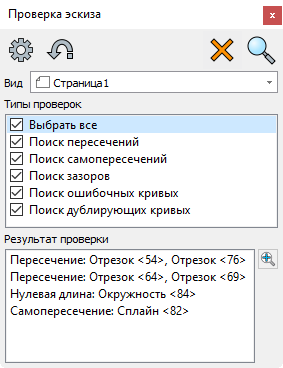 Проверка эскиза
Вид
Страница1
Типы проверок
Выбрать все
Поиск пересечений
Поиск самопересечений
Поиск зазоров
Поиск ошибочных кривых
Поиск дублирующих кривых
Результат проверки
Пересечение: Отрезок <54>, Отрезок <76>
Пересечение: Отрезок <64>, Отрезок <69>
Нулевая длина: Окружность <84>
Самопересечение: Сплайн <82>